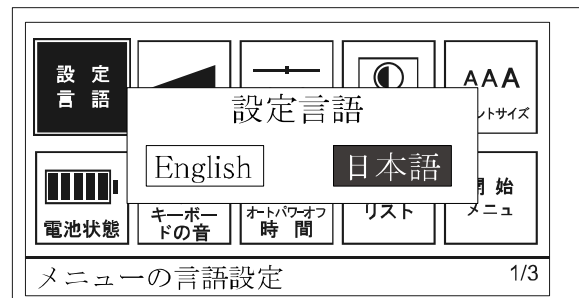 設 定
言 語
AAA
ントサイズ
設定言語
English
日本語
電池状態
キーボー
ドの音
オートパワーオフ
時 間
リスト
始
メニュ
メニューの言語設定
1/3